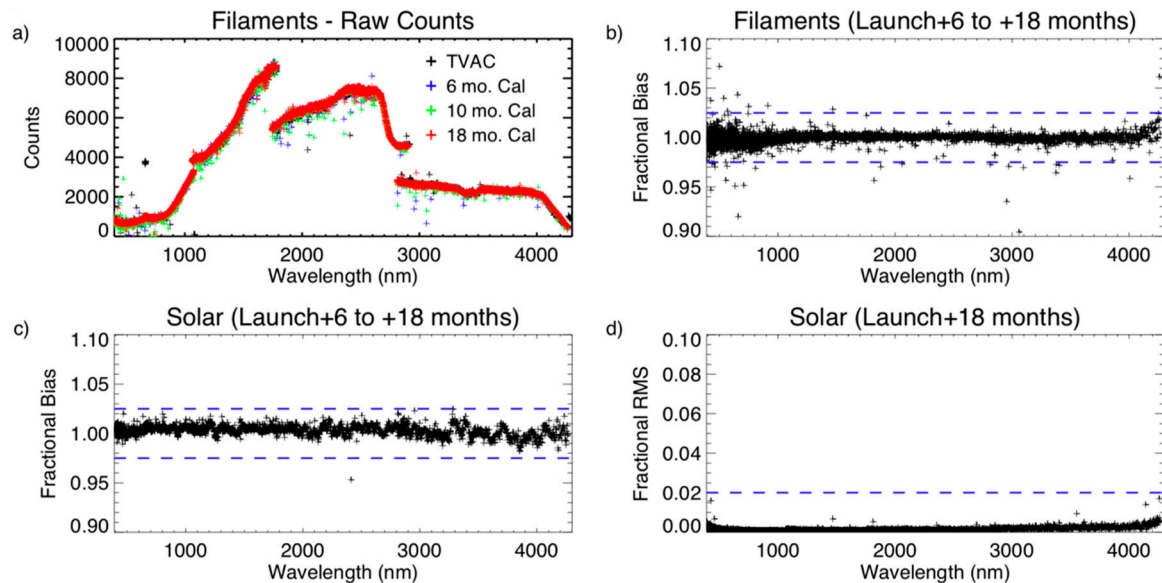 a)
Filaments - Raw Counts
10000
8000
6000
4000
2000
0
Counts
+ TVAC
+ 6 mo. Cal
+ 10 mo. Cal
+ 18 mo. Cal
1000 2000 3000 4000
Wavelength (nm)
b)
Filaments (Launch+6 to +18 months)
1.10
1.05
1.00
0.95
0.90
Fractional Bias
1000 2000 3000 4000
Wavelength (nm)
c)
Solar (Launch+6 to +18 months)
1.10
1.05
1.00
0.95
0.90
Fractional Bias
1000 2000 3000 4000
Wavelength (nm)
d)
Solar (Launch+18 months)
0.10
0.08
0.06
0.04
0.02
0.00
Fractional RMS
1000 2000 3000 4000
Wavelength (nm)